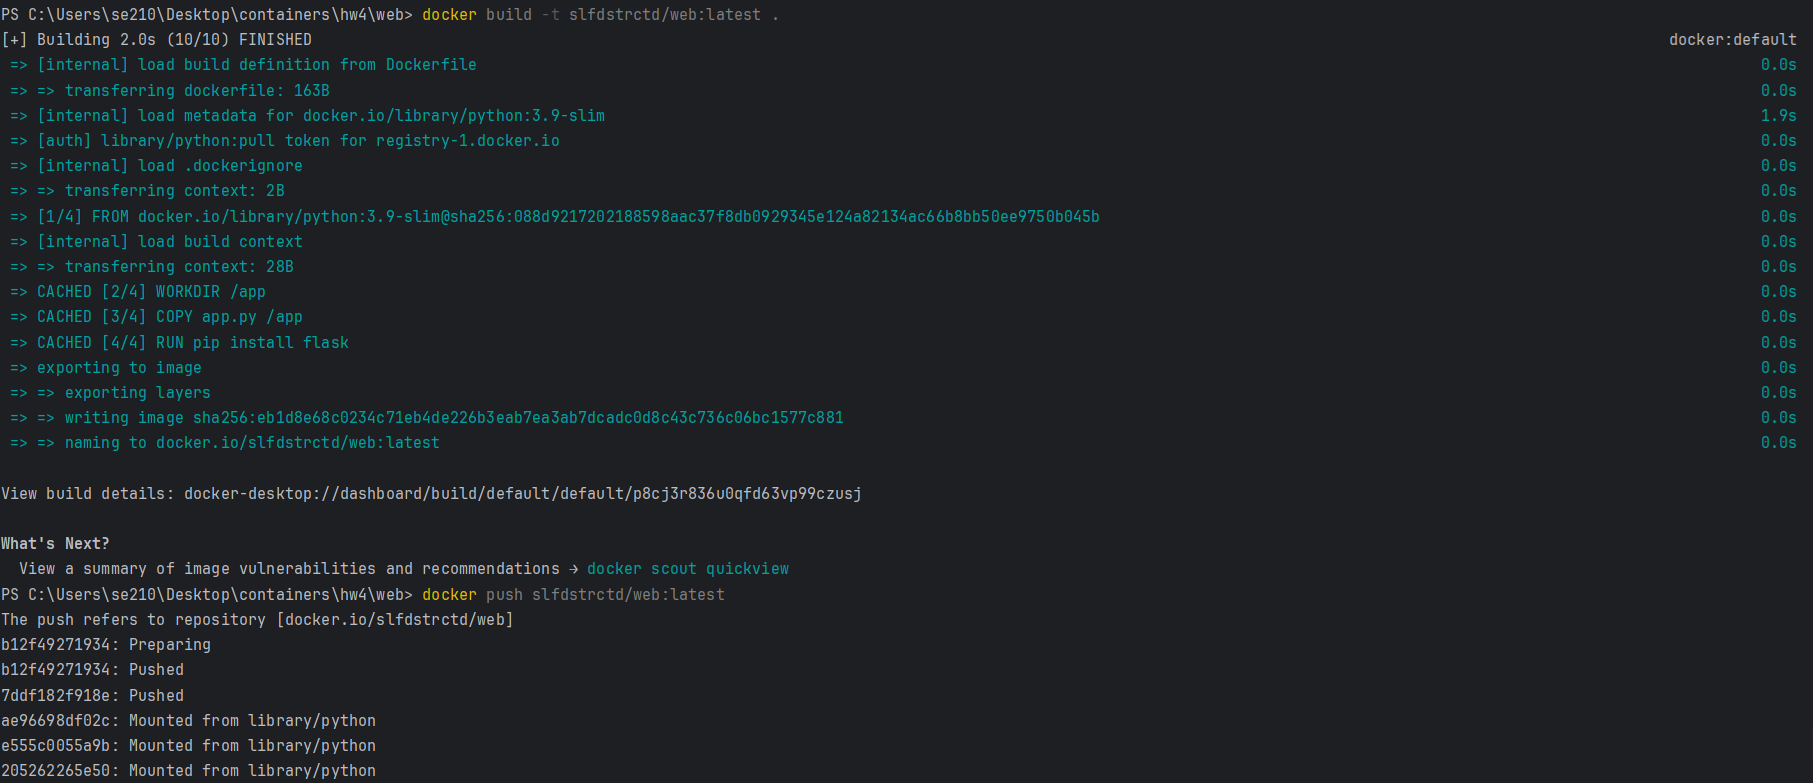 PS C:\Users\se210\Desktop\containers\hw4\web> docker build -t slfdstrctd/web:latest .
[+] Building 2.0s (10/10) FINISHED docker:default
=> [internal] load build definition from Dockerfile 0.0s
=> => transferring dockerfile: 163B 0.0s
=> [internal] load metadata for docker.io/library/python:3.9-slim 1.9s
=> [auth] library/python:pull token for registry-1.docker.io 0.0s
=> [internal] load .dockerignore 0.0s
=> => transferring context: 2B 0.0s
=> [1/4] FROM docker.io/library/python:3.9-slim@sha256:088d9217202188598aac37f8db0929345e124a82134ac66b8bb50ee9750b045b 0.0s
=> [internal] load build context 0.0s
=> => transferring context: 28B 0.0s
=> CACHED [2/4] WORKDIR /app 0.0s
=> CACHED [3/4] COPY app.py /app 0.0s
=> CACHED [4/4] RUN pip install flask 0.0s
=> exporting to image 0.0s
=> => exporting layers 0.0s
=> => writing image sha256:eb1d8e68c0234c71eb4de226b3eab7ea3ab7dcadc0d8c43c736c06bc1577c881 0.0s
=> => naming to docker.io/slfdstrctd/web:latest 0.0s
View build details: docker-desktop://dashboard/build/default/default/p8cj3r836u0qfd63vp99czusj
What's Next?
View a summary of image vulnerabilities and recommendations → docker scout quickview
PS C:\Users\se210\Desktop\containers\hw4\web> docker push slfdstrctd/web:latest
The push refers to repository [docker.io/slfdstrctd/web]
b12f49271934: Preparing
b12f49271934: Pushed
7ddf182f918e: Pushed
ae96698df02c: Mounted from library/python
e555c0055a9b: Mounted from library/python
205262265e50: Mounted from library/python